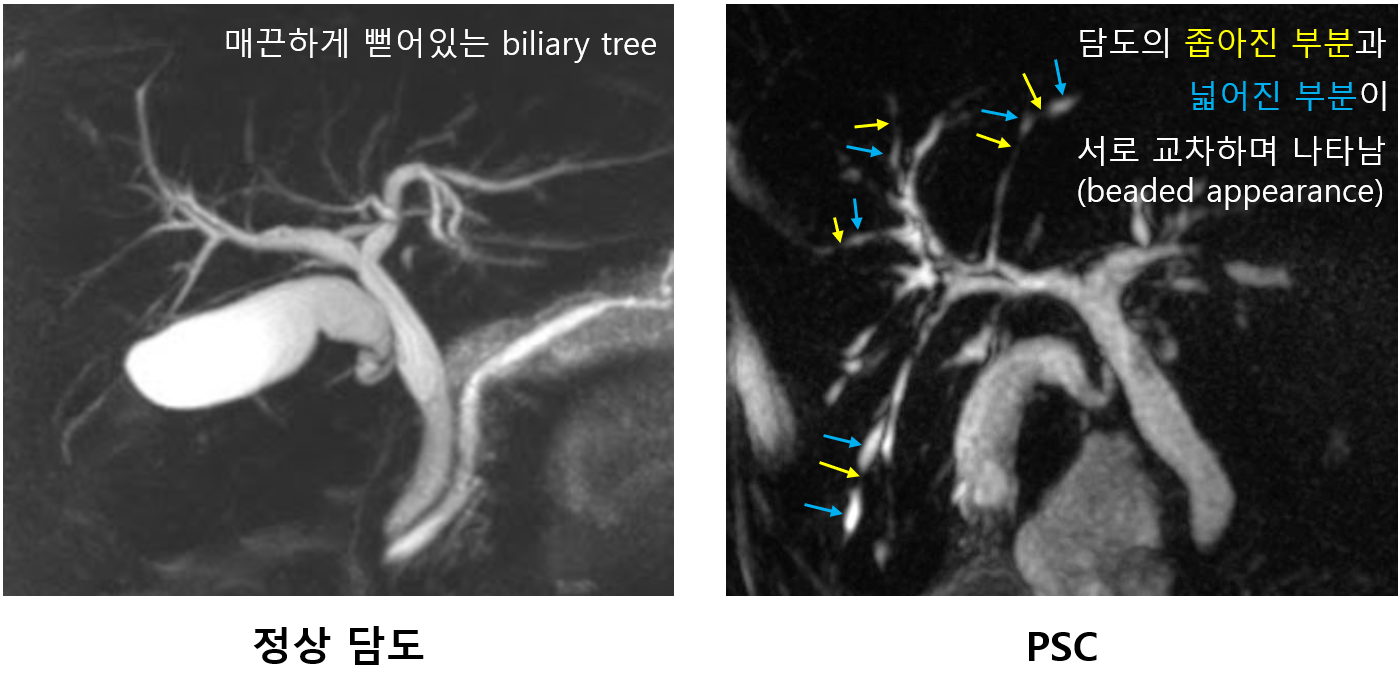 매끈하게 뻗어있는 biliary tree
담도의 좁아진 부분과
넓어진 부분이
서로 교차하며 나타남
(beaded appearance)
정상 담도
PSC